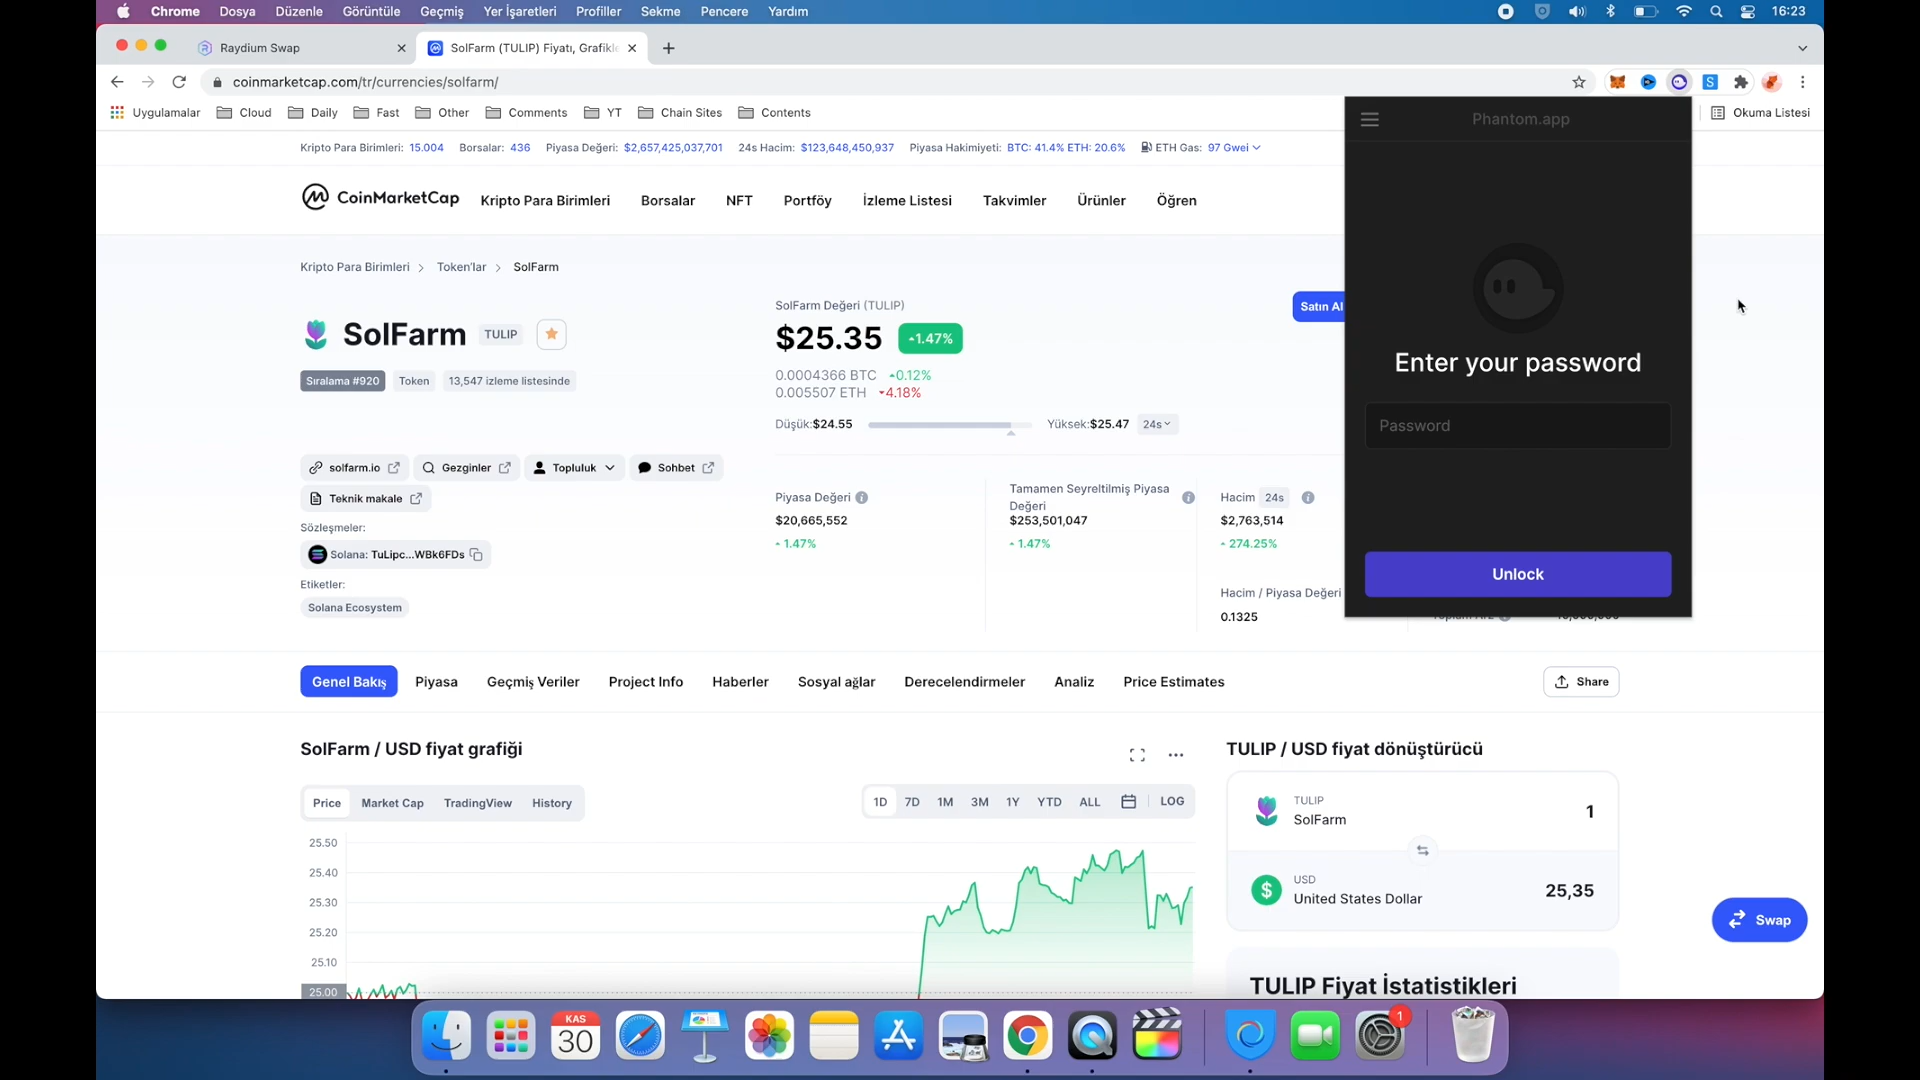 Chrome Dosya Düzenle Görüntüle Geçmiş Yer İşaretleri Profiller Sekme Pencere Yardım 16:23
Raydium Swap SolFarm (TULIP) Fiyatı, Grafikle
coinmarketcap.com/tr/currencies/solfarm/
Uygulamalar Cloud Daily Fast Other Comments YT Chain Sites Contents Okuma Listesi
Kripto Para Birimleri: 15.004 Borsalar: 436 Piyasa Değeri: $2,657,425,037,701 24s Hacim: $123,648,450,937 Piyasa Hakimiyeti: BTC: 41.4% ETH: 20.6% ETH Gas: 97 Gwei
CoinMarketCap Kripto Para Birimleri Borsalar NFT Portföy İzleme Listesi Takvimler Ürünler Öğren
Kripto Para Birimleri Token'lar SolFarm
SolFarm TULIP
Sıralama #920 Token 13,547 izleme listesinde
solfarm.io Gezginler Topluluk Sohbet
Teknik makale
Sözleşmeler:
Solana: TuLipc...WBk6FDs
Etiketler:
Solana Ecosystem
SolFarm Değeri (TULIP)
$25.35 1.47%
0.0004366 BTC 0.12%
0.005507 ETH 4.18%
Düşük:$24.55 Yüksek:$25.47 24s
Satın Al
Piyasa Değeri
$20,665,552
1.47%
Tamamen Seyreltilmiş Piyasa
Değeri
$253,501,047
1.47%
Hacim 24s
$2,763,514
274.25%
Hacim / Piyasa Değeri
0.1325
Phantom.app
Enter your password
Password
Unlock
Genel Bakış Piyasa Geçmiş Veriler Project Info Haberler Sosyal ağlar Derecelendirmeler Analiz Price Estimates Share
SolFarm / USD fiyat grafiği
Price Market Cap TradingView History
1D 7D 1M 3M 1Y YTD ALL LOG
25.50
25.40
25.30
25.20
25.10
25.00
TULIP / USD fiyat dönüştürücü
TULIP
SolFarm 1
USD
United States Dollar 25,35
Swap
TULIP Fiyat İstatistikleri
KAS
30
1